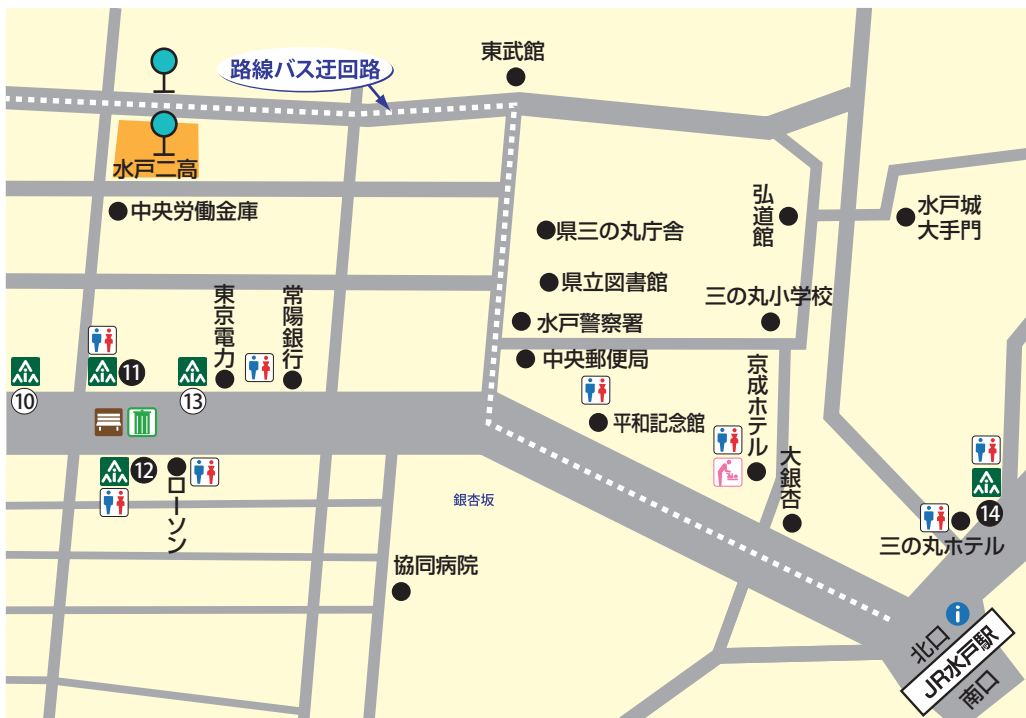 東武館
路線バス迂回路
水戸二高
中央労働金庫
弘道館
水戸城
大手門
県三の丸庁舎
県立図書館
三の丸小学校
水戸警察署
中央郵便局
東京電力
常陽銀行
京成ホテル
平和記念館
大銀杏
10
11
13
12
ローソン
銀杏坂
14
三の丸ホテル
協同病院
i
北口
JR水戸駅
南口